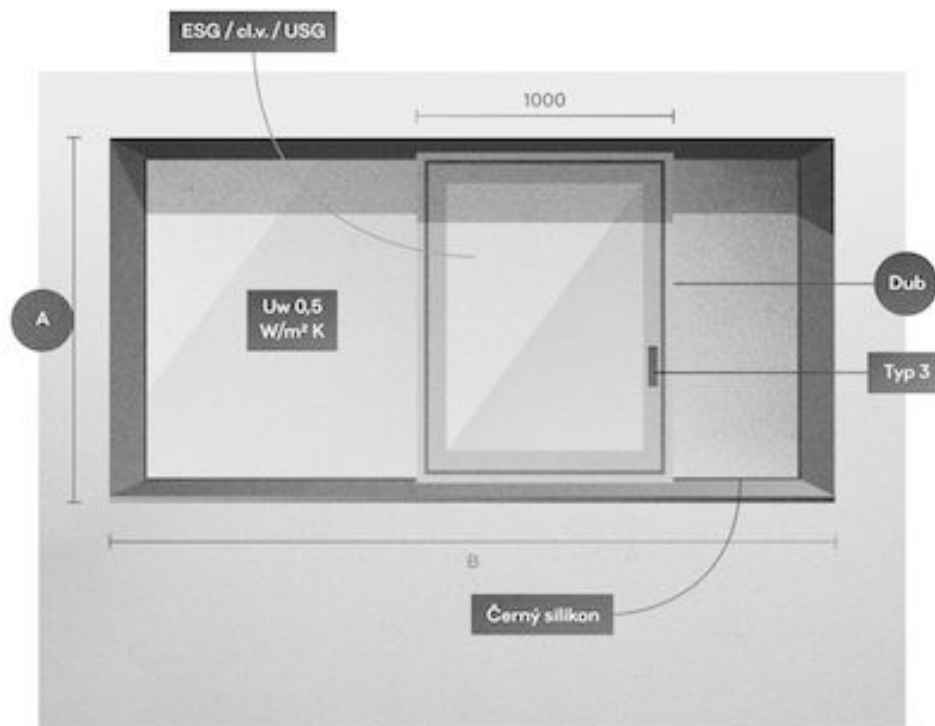 ESG / cl.v. / USG
1000
A
Uw 0,5
W/m² K
Dub
Typ 3
B
Černý silikon